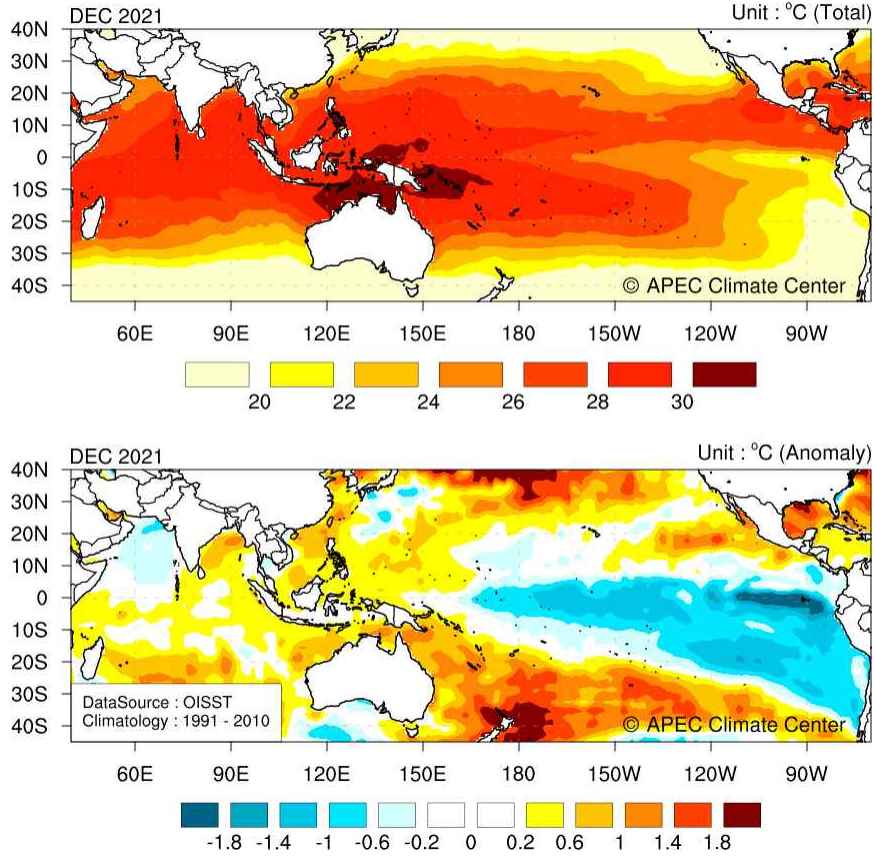 DEC 2021 Unit : °C (Total)
40N
30N
20N
10N
0
10S
20S
30S
40S
© APEC Climate Center
60E 90E 120E 150E 180 150W 120W 90W
20 22 24 26 28 30
DEC 2021 Unit : °C (Anomaly)
40N
30N
20N
10N
0
10S
20S
30S
DataSource : OISST
Climatology : 1991 - 2010
40S
© APEC Climate Center
60E 90E 120E 150E 180 150W 120W 90W
-1.8 -1.4 -1 -0.6 -0.2 0 0.2 0.6 1 1.4 1.8